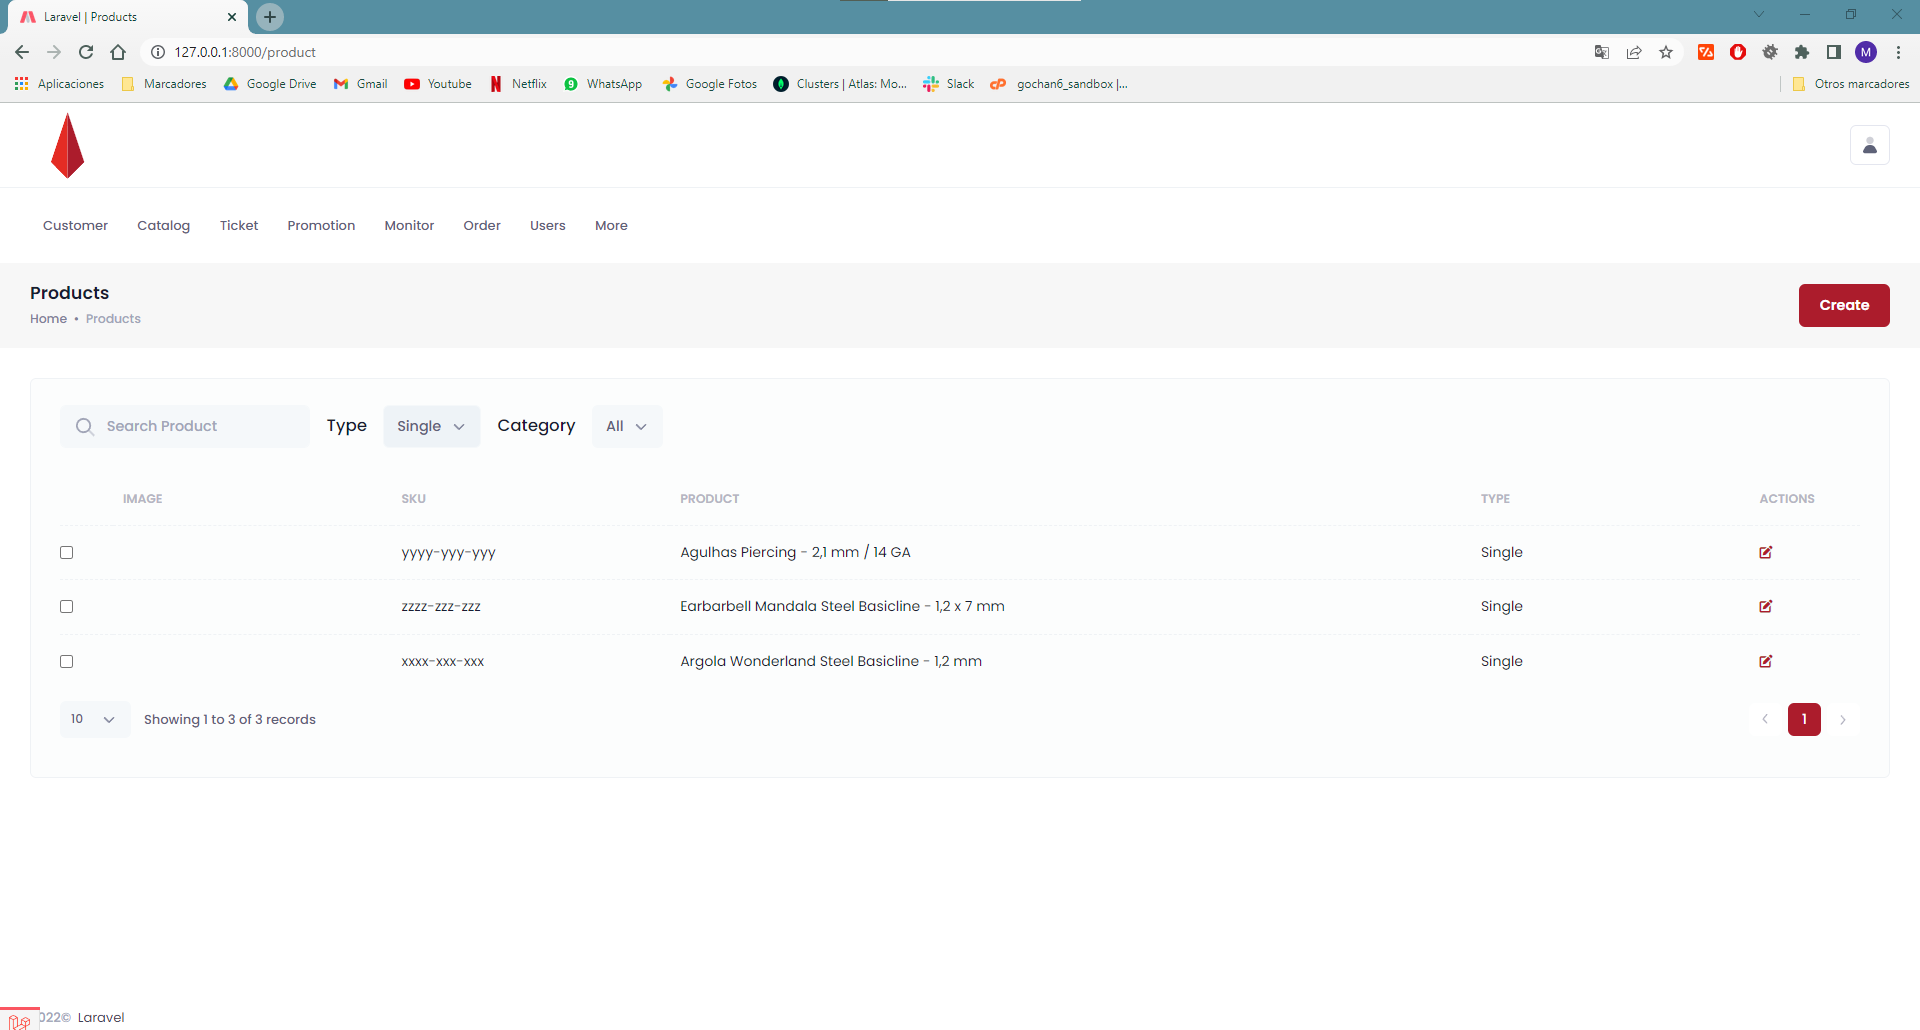 Laravel | Products
127.0.0.1:8000/product
Aplicaciones Marcadores Google Drive Gmail Youtube Netflix WhatsApp Google Fotos Clusters | Atlas: Mo... Slack gochan6_sandbox |... Otros marcadores
Customer Catalog Ticket Promotion Monitor Order Users More
Products
Home • Products
Create
Search Product Type Single Category All
IMAGE SKU PRODUCT TYPE ACTIONS
yyyy-yyy-yyy Agulhas Piercing - 2,1 mm / 14 GA Single
zzzz-zzz-zzz Earbarbell Mandala Steel Basicline - 1,2 x 7 mm Single
xxxx-xxx-xxx Argola Wonderland Steel Basicline - 1,2 mm Single
10 Showing 1 to 3 of 3 records 1
022© Laravel